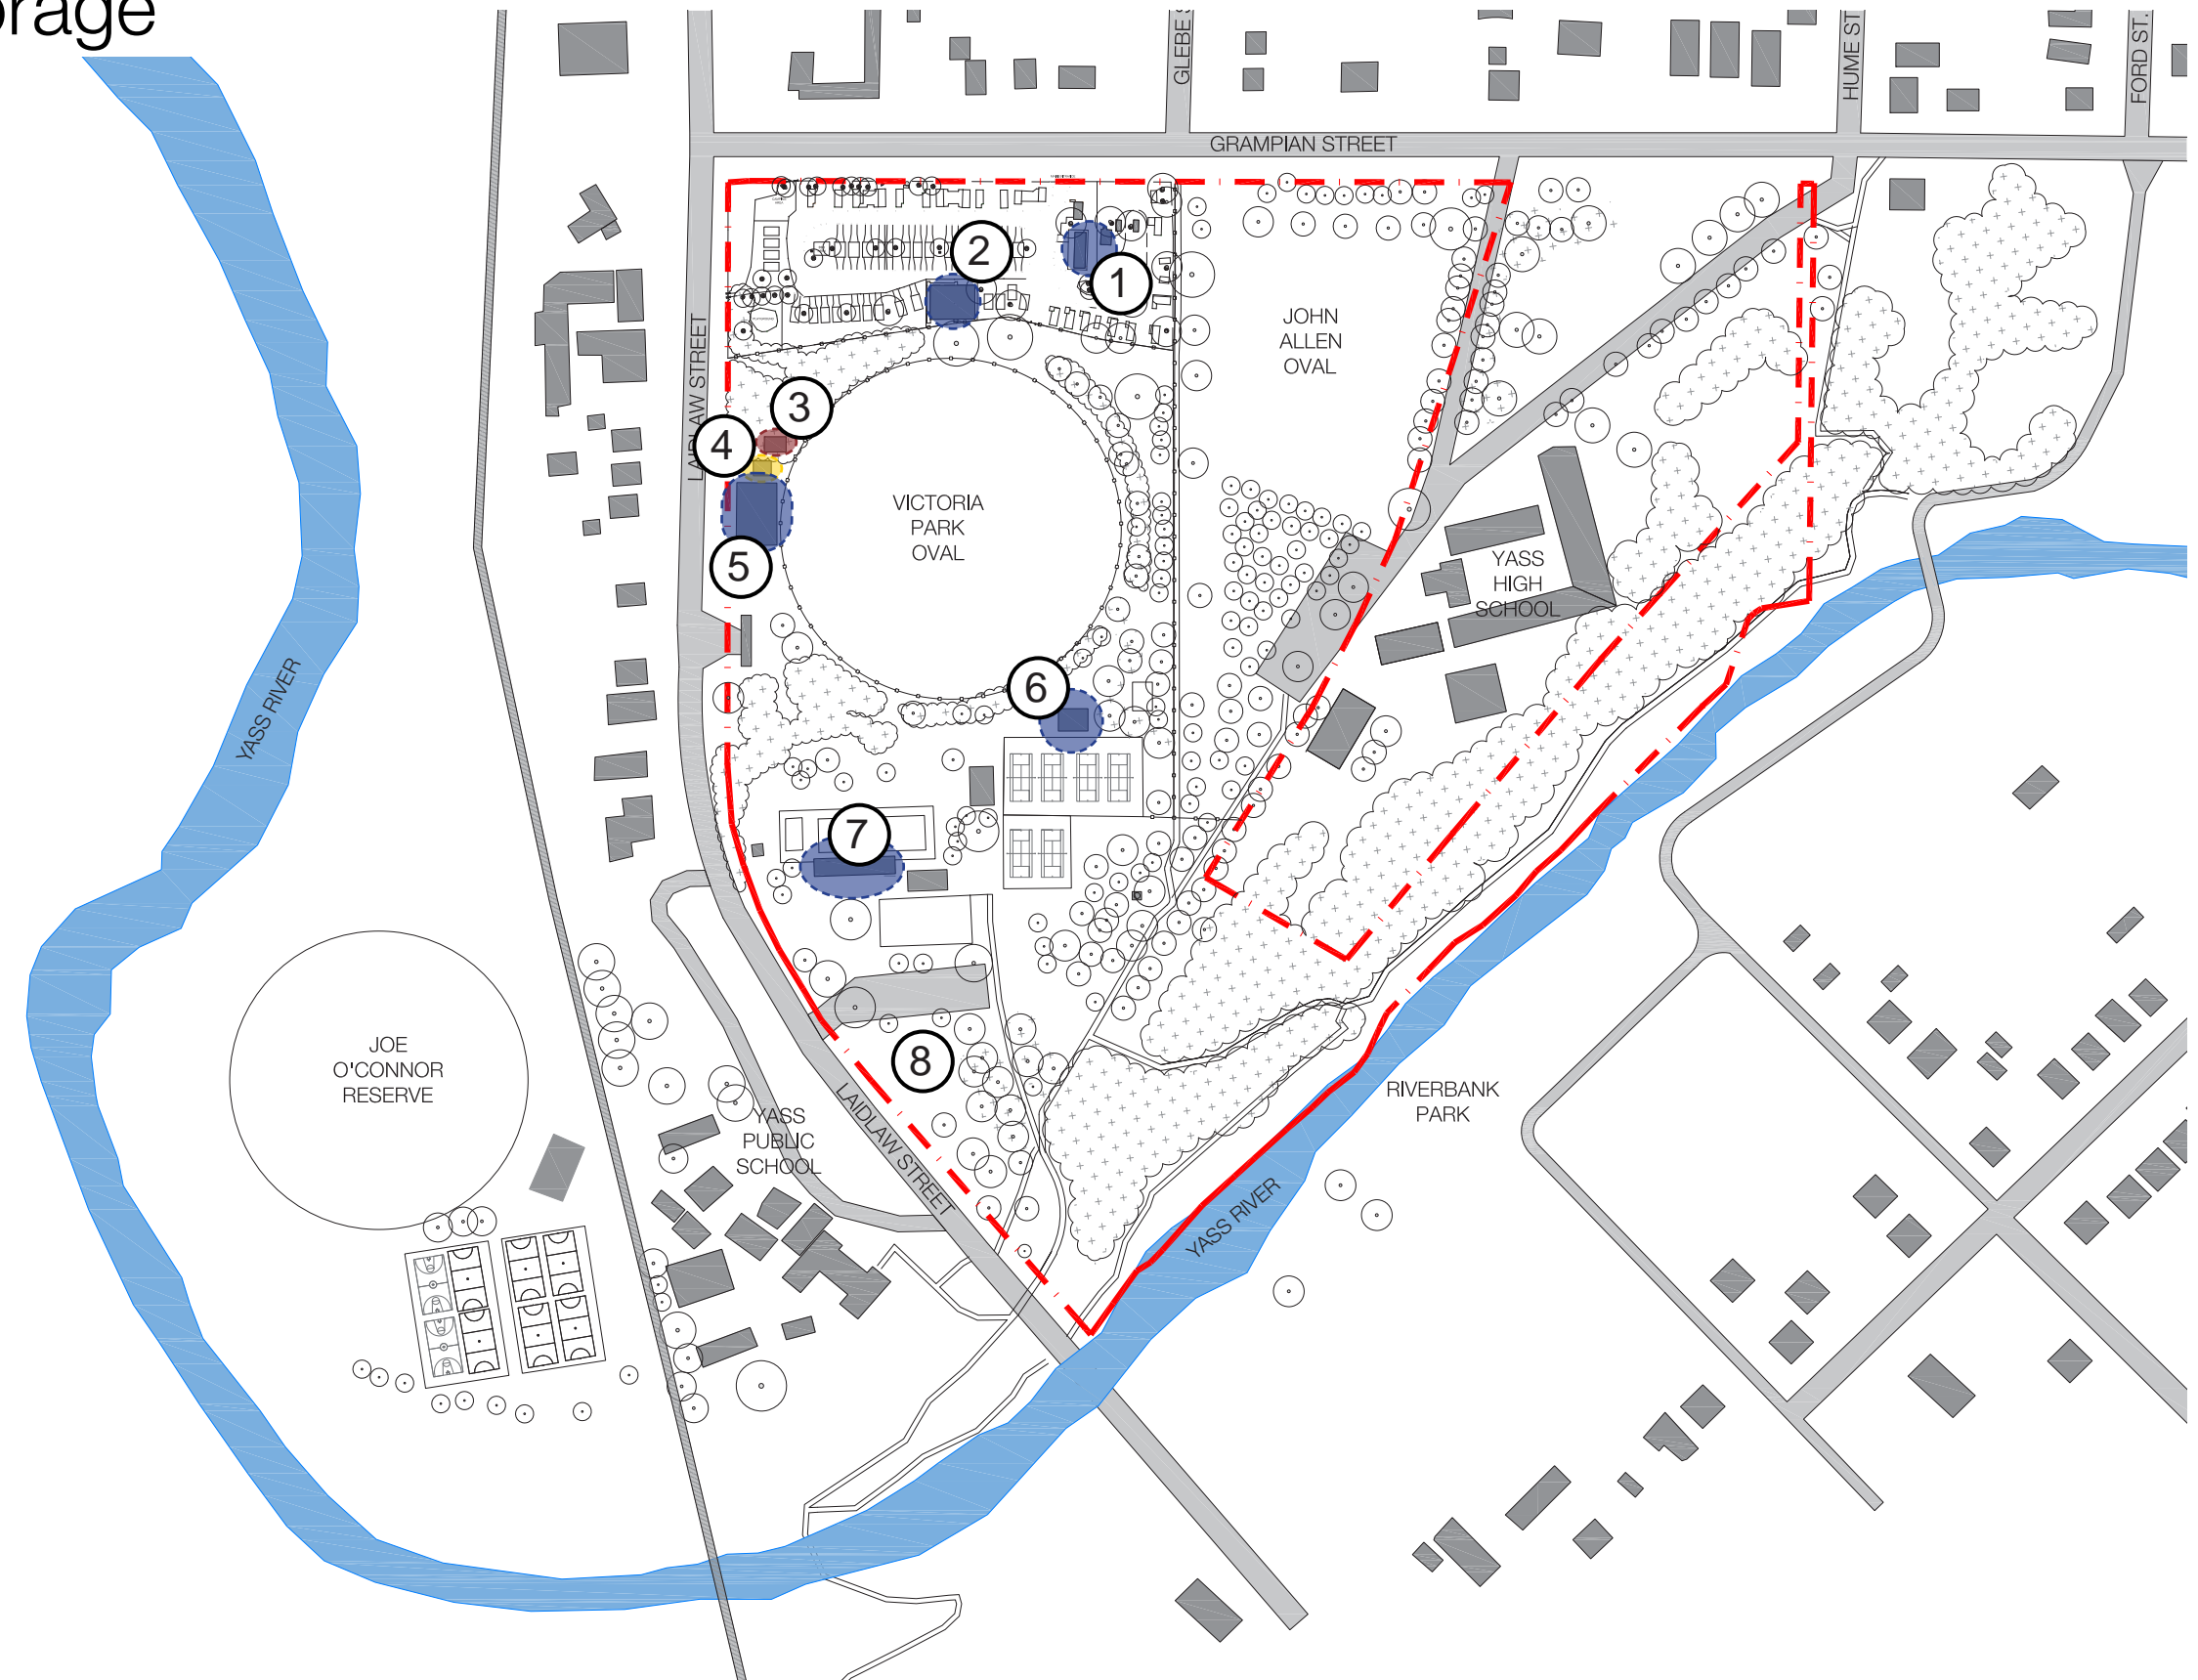 orage
GLEBE S
HUME ST
FORD ST.
GRAMPIAN STREET
2
1
JOHN
ALLEN
OVAL
LAIDLAW STREET
3
4
VICTORIA
PARK
OVAL
5
YASS
HIGH
SCHOOL
YASS RIVER
6
7
JOE
O'CONNOR
RESERVE
8
RIVERBANK
PARK
YASS
PUBLIC
SCHOOL
LAIDLAW STREET
YASS RIVER